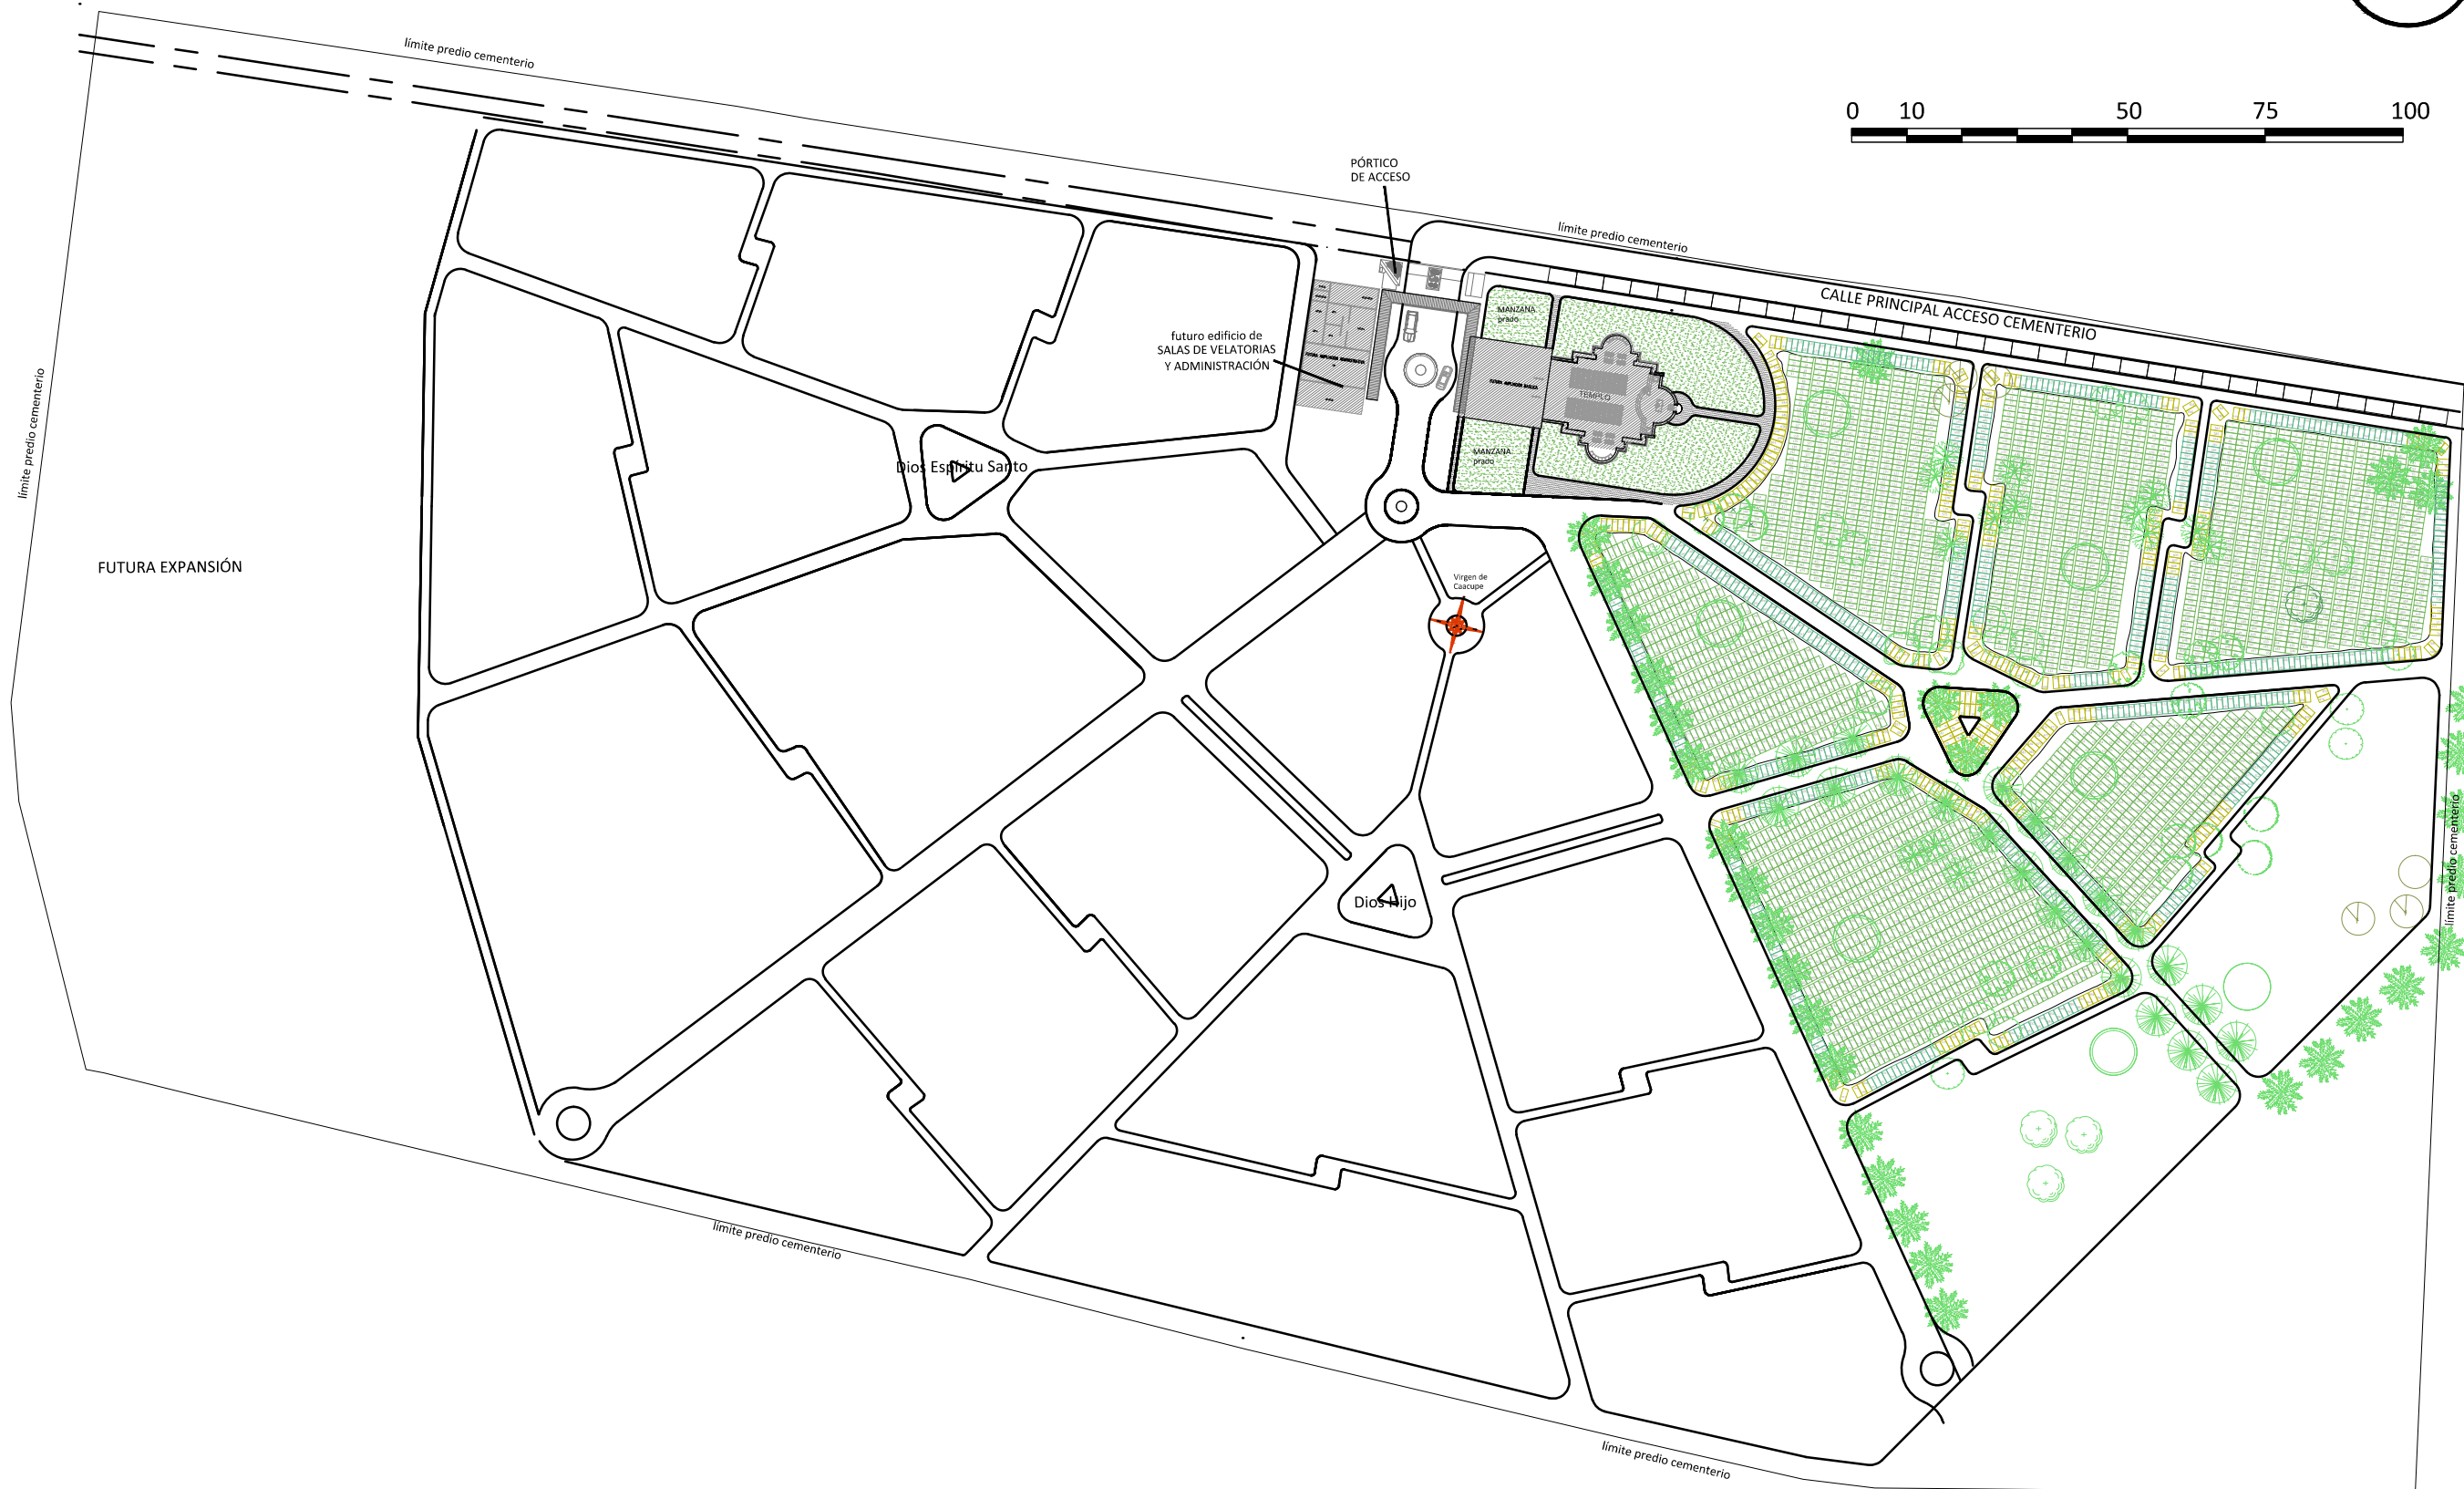 límite predio cementerio
0 10 50 75 100
PÓRTICO
DE ACCESO
límite predio cementerio
CALLE PRINCIPAL ACCESO CEMENTERIO
MANZANA
prado
futuro edificio de
SALAS DE VELATORIAS
Y ADMINISTRACIÓN
TEMPLO
límite predio cementerio
MANZANA
prado
Dios Espíritu Santo
FUTURA EXPANSIÓN
Virgen de
Caacupe
límite predio cementerio
Dios Hijo
límite predio cementerio
límite predio cementerio